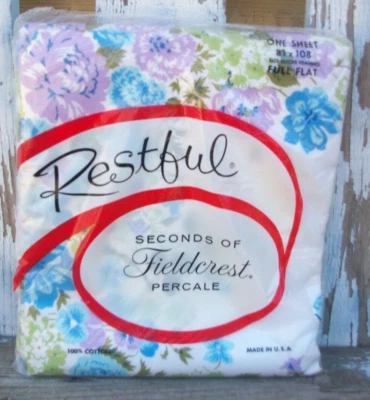 ONE SHEET
81 x 108
FULL FLAT
Restful®
SECONDS OF
Fieldcrest®
PERCALE
100% COTTON
MADE IN U.S.A.